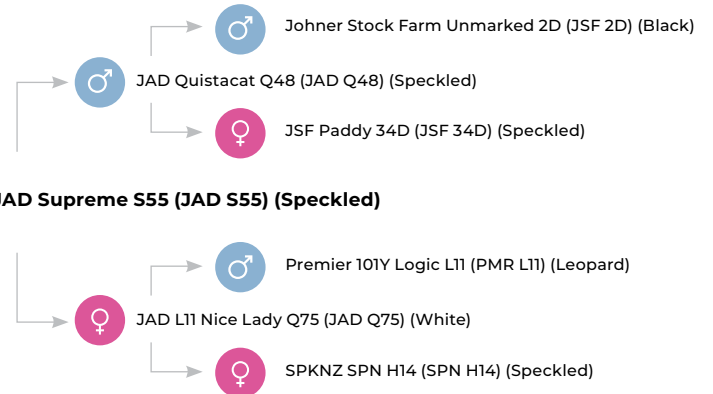 Johner Stock Farm Unmarked 2D (JSF 2D) (Black)
JAD Quistacat Q48 (JAD Q48) (Speckled)
JSF Paddy 34D (JSF 34D) (Speckled)
JAD Supreme S55 (JAD S55) (Speckled)
Premier 101Y Logic L11 (PMR L11) (Leopard)
JAD L11 Nice Lady Q75 (JAD Q75) (White)
SPKNZ SPN H14 (SPN H14) (Speckled)